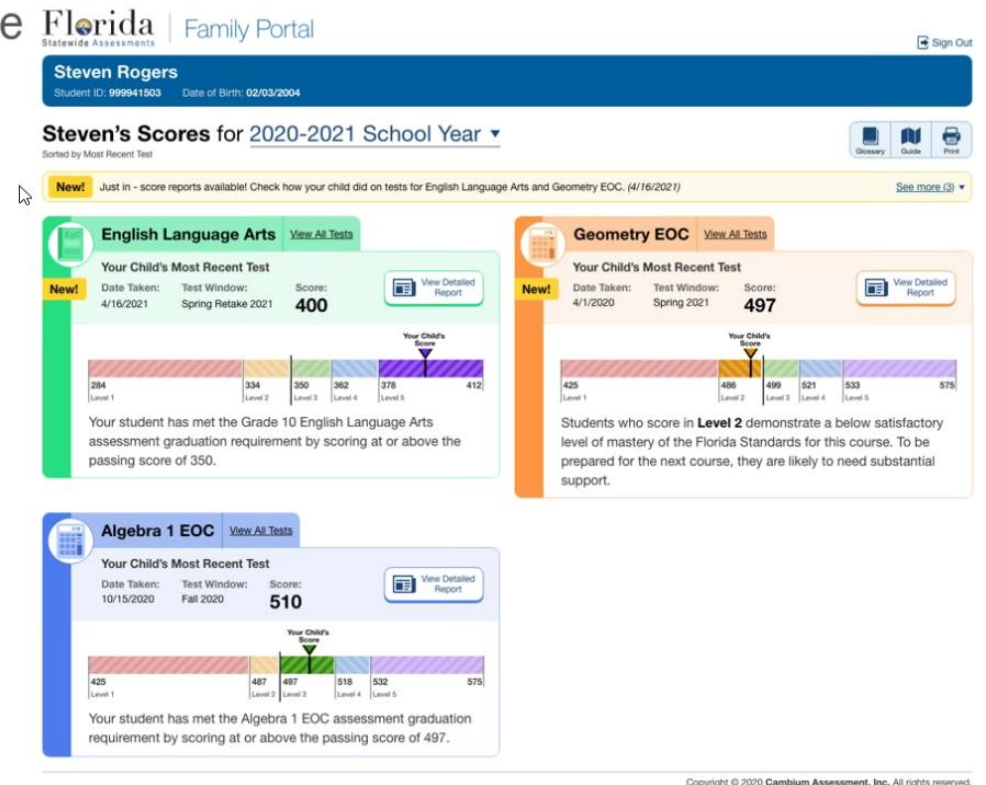 e
Florida
Statewide Assessments
Family Portal
Sign Out
Steven Rogers
Student ID: 999941503 Date of Birth: 02/03/2004
Steven's Scores for 2020-2021 School Year
Sorted by Most Recent Test
Glossary Guide Print
New! Just in - score reports available! Check how your child did on tests for English Language Arts and Geometry EOC. (4/16/2021) See more (3)
English Language Arts View All Tests
Your Child's Most Recent Test
New!
Date Taken: Test Window: Score:
4/16/2021 Spring Retake 2021 400
View Detailed
Report
Your Child's
Score
284 334 350 362 378 412
Level 1 Level 2 Level 3 Level 4 Level 5
Your student has met the Grade 10 English Language Arts
assessment graduation requirement by scoring at or above the
passing score of 350.
Geometry EOC View All Tests
Your Child's Most Recent Test
New!
Date Taken: Test Window: Score:
4/1/2020 Spring 2021 497
View Detailed
Report
Your Child's
Score
425 486 499 521 533 575
Level 1 Level 2 Level 3 Level 4 Level 5
Students who score in Level 2 demonstrate a below satisfactory
level of mastery of the Florida Standards for this course. To be
prepared for the next course, they are likely to need substantial
support.
Algebra 1 EOC View All Tests
Your Child's Most Recent Test
Date Taken: Test Window: Score:
10/15/2020 Fall 2020 510
View Detailed
Report
Your Child's
Score
425 487 497 518 532 575
Level 1 Level 2 Level 3 Level 4 Level 5
Your student has met the Algebra 1 EOC assessment graduation
requirement by scoring at or above the passing score of 497.
Copyright © 2020 Cambium Assessment, Inc. All rights reserved.